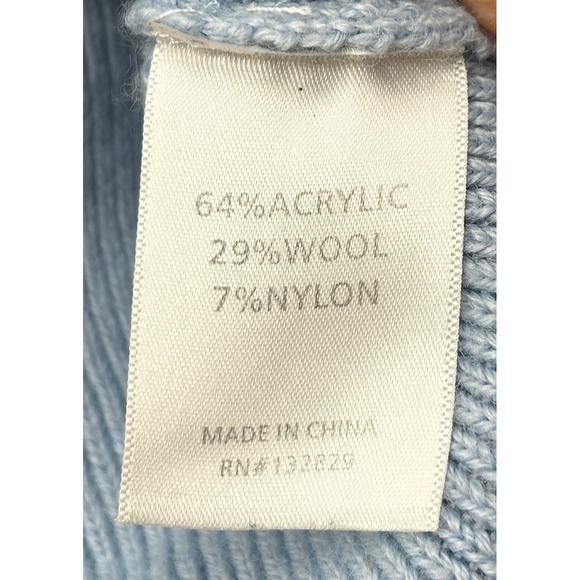 64%ACRYLIC
29%WOOL
7%NYLON
MADE IN CHINA
RN#132829